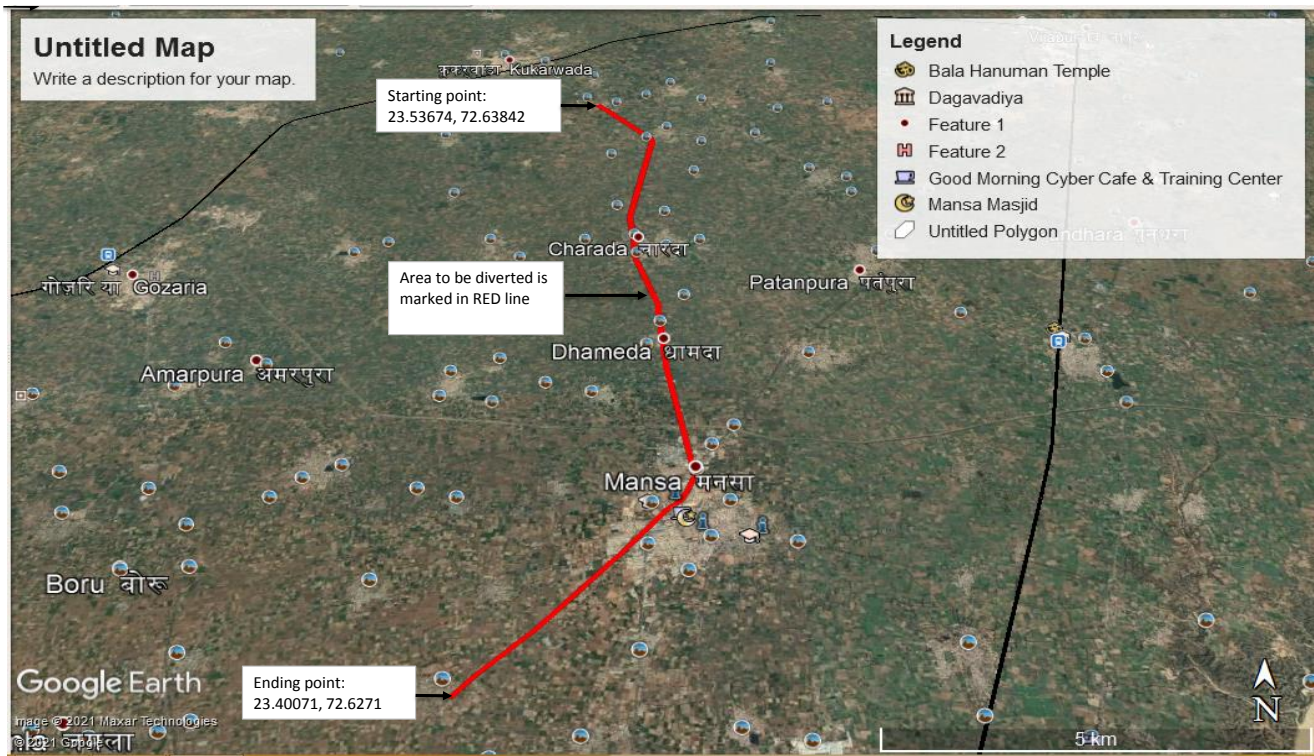 Untitled Map
Write a description for your map.
Legend
Bala Hanuman Temple
Dagavadiya
Feature 1
Feature 2
Good Morning Cyber Cafe & Training Center
Mansa Masjid
Untitled Polygon
Kukarwada
Starting point:
23.53674, 72.63842
Charada चारदा
Area to be diverted is
marked in RED line
Gozaria
Patanpura
Dhameda धामदा
Amarpura अमरपुरा
Mansa मनसा
Boru बोरू
Google Earth
Ending point:
23.40071, 72.6271
Image © 2021 Maxar Technologies
© 2021 Google
N
5 km